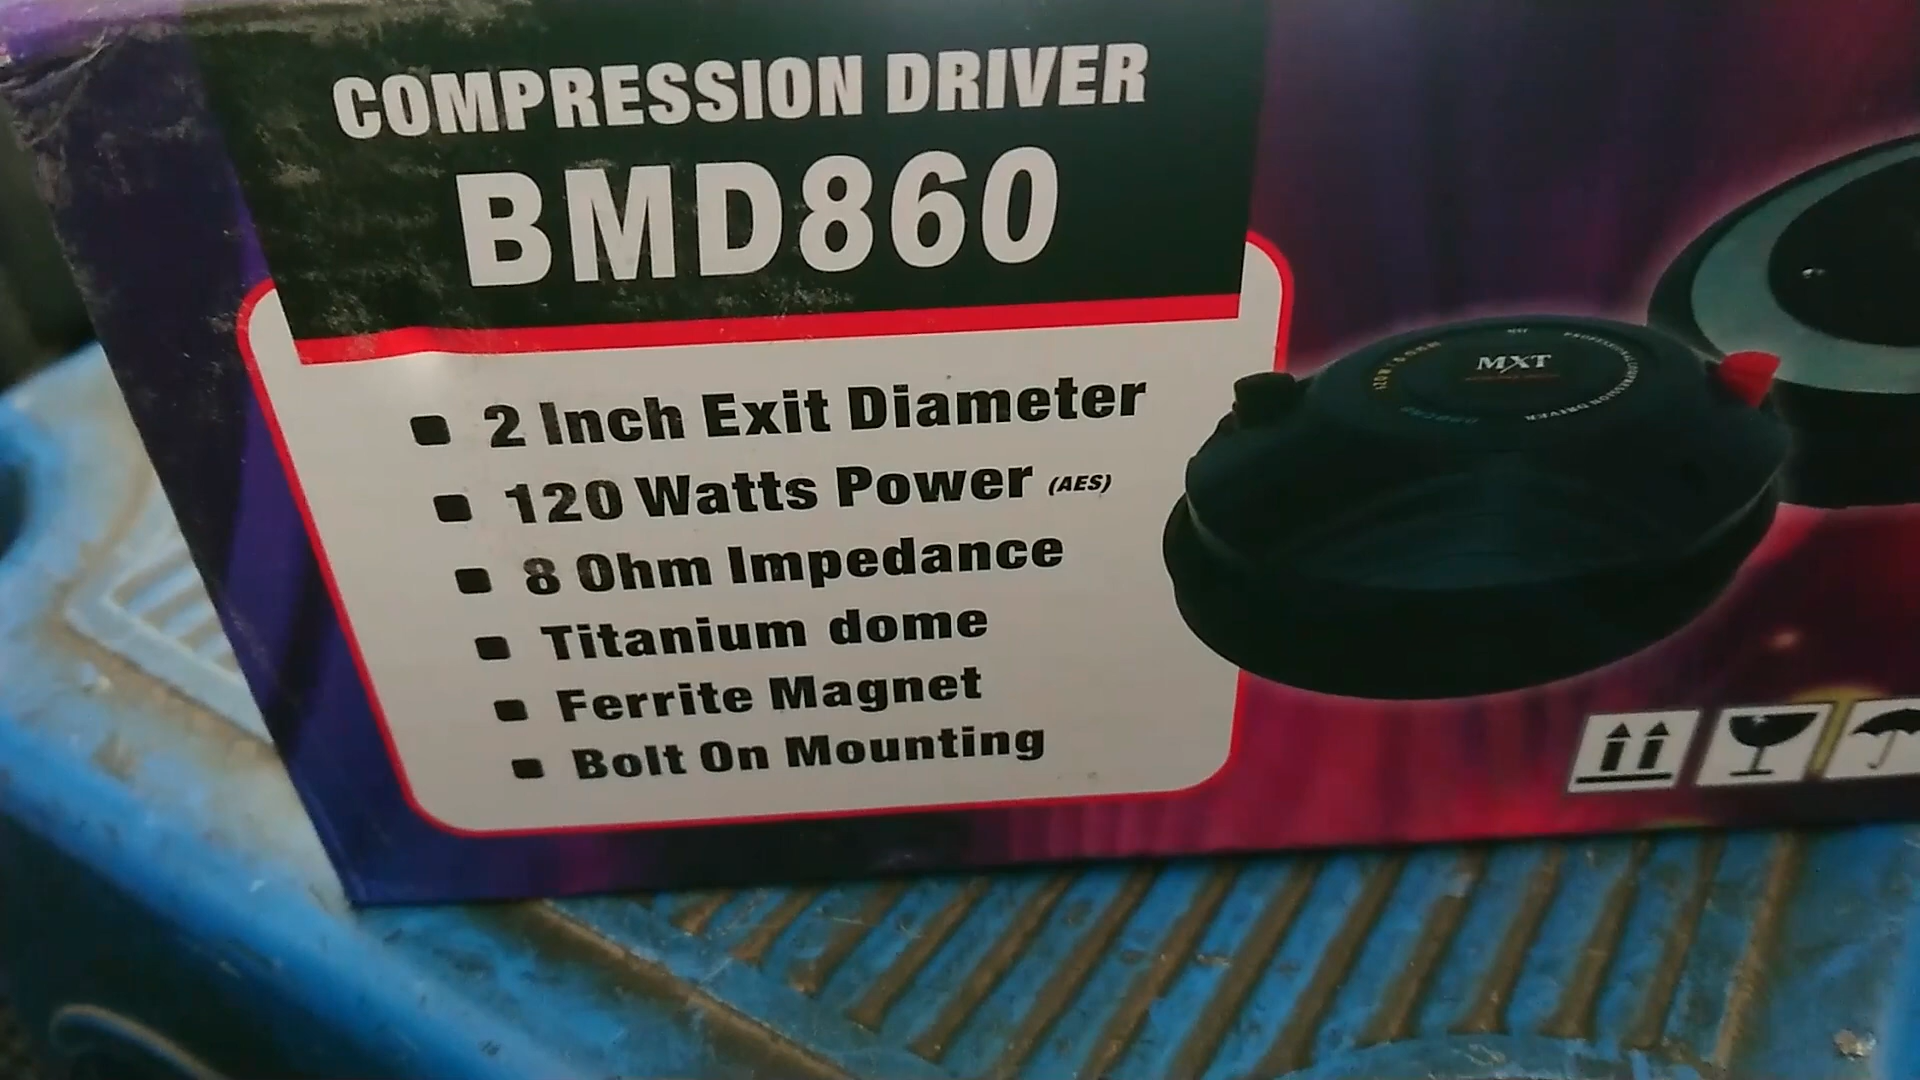 COMPRESSION DRIVER
BMD860
2 Inch Exit Diameter
120 Watts Power (AES)
8 Ohm Impedance
Titanium dome
Ferrite Magnet
Bolt On Mounting
MXT